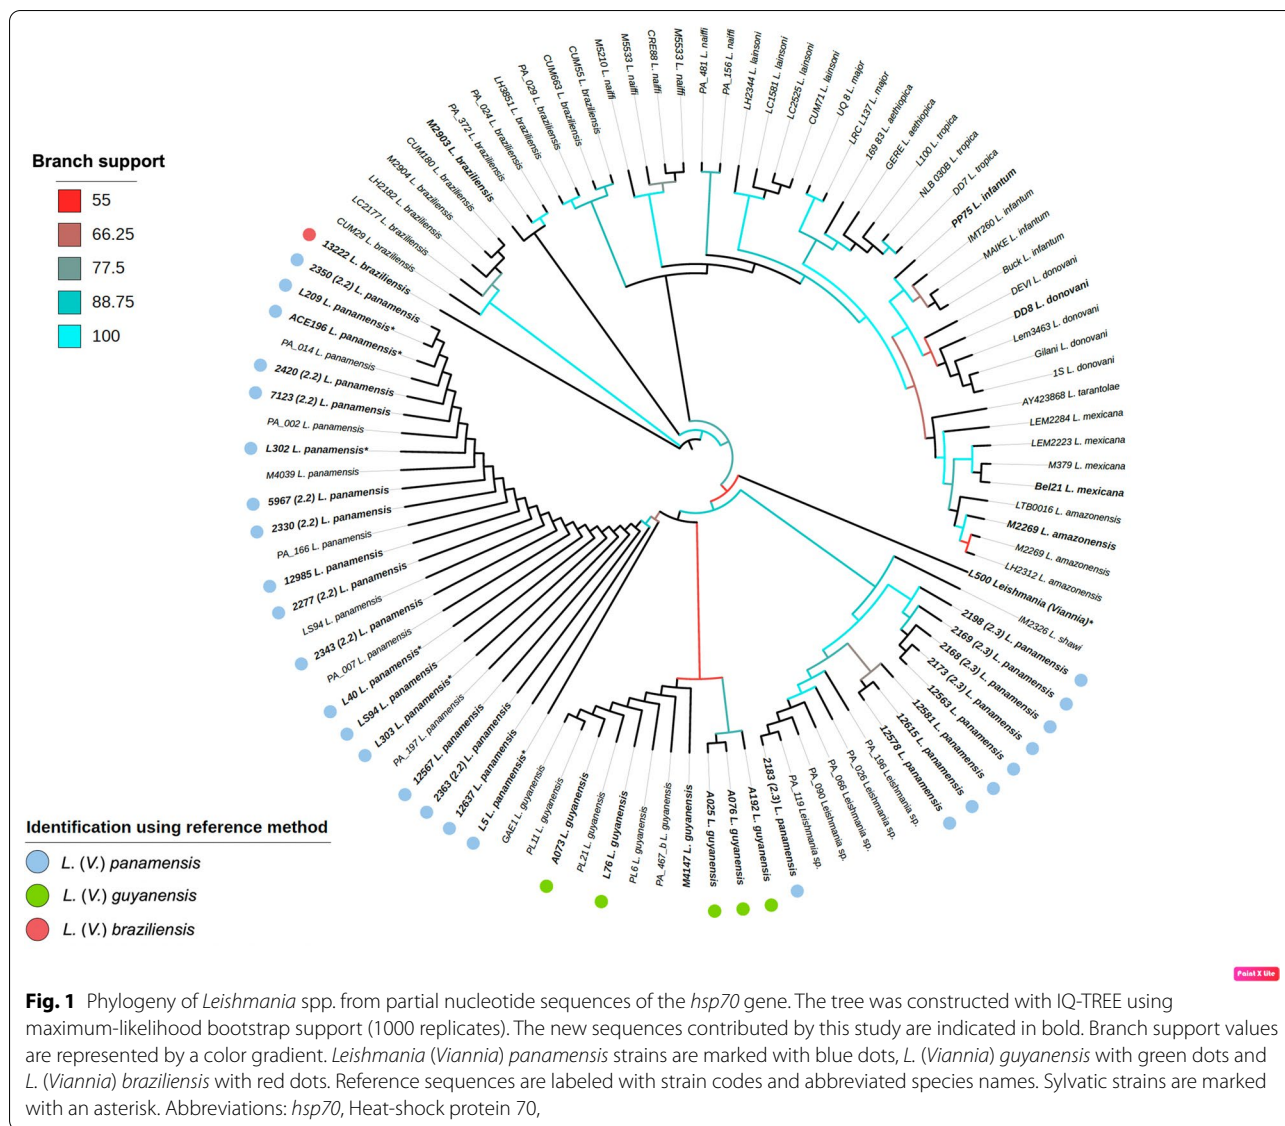 Branch support
55
66.25
77.5
88.75
100
CUM29 L. braziliensis
LC2177 L. braziliensis
LH2182 L. braziliensis
M2904 L. braziliensis
CUM180 L. braziliensis
M2903 L. braziliensis
PA_372 L. braziliensis
PA_024 L. braziliensis
LH3851 L. braziliensis
PA_029 L. braziliensis
CUM663 L. braziliensis
CUM55 L. braziliensis
M5210 L. naiffi
M5533 L. naiffi
CRE88 L. naiffi
M5533 L. naiffi
PA_481 L. naiffi
PA_156 L. naiffi
LH2344 L. lainsoni
LC1581 L. lainsoni
LC2525 L. lainsoni
CUM71 L. lainsoni
UQ 8 L. major
LRC L137 L. major
169 83 L. aethiopica
GERE L. aethiopica
L100 L. tropica
NLB 030B L. tropica
DD7 L. tropica
PP75 L. infantum
IMT260 L. infantum
MAIKE L. infantum
Buck L. infantum
DEVI L. donovani
DD8 L. donovani
Lem3463 L. donovani
Gilani L. donovani
1S L. donovani
AY423868 L. tarantolae
LEM2284 L. mexicana
LEM2223 L. mexicana
M379 L. mexicana
Bel21 L. mexicana
LTB0016 L. amazonensis
M2269 L. amazonensis
M2269 L. amazonensis
LH2312 L. amazonensis
L500 Leishmania (Viannia)*
IM2326 L. shawi
2198 (2.3) L. panamensis
2169 (2.3) L. panamensis
2168 (2.3) L. panamensis
2173 (2.3) L. panamensis
12563 L. panamensis
12581 L. panamensis
12615 L. panamensis
12578 L. panamensis
PA_196 Leishmania sp.
PA_026 Leishmania sp.
PA_066 Leishmania sp.
PA_090 Leishmania sp.
PA_119 Leishmania sp.
2183 (2.3) L. panamensis
A192 L. guyanensis
A076 L. guyanensis
A025 L. guyanensis
M4147 L. guyanensis
PA_467_b L. guyanensis
PL6 L. guyanensis
L76 L. guyanensis
PL21 L. guyanensis
A073 L. guyanensis
PL11 L. guyanensis
GAE1 L. guyanensis
L5 L. panamensis*
12637 L. panamensis
2363 (2.2) L. panamensis
12567 L. panamensis
PA_197 L. panamensis
L303 L. panamensis*
LS94 L. panamensis
L40 L. panamensis*
PA_007 L. panamensis
2343 (2.2) L. panamensis
LS94 L. panamensis
2277 (2.2) L. panamensis
12985 L. panamensis
PA_166 L. panamensis
2330 (2.2) L. panamensis
5967 (2.2) L. panamensis
M4039 L. panamensis
L302 L. panamensis*
PA_002 L. panamensis
7123 (2.2) L. panamensis
2420 (2.2) L. panamensis
PA_014 L. panamensis
ACE196 L. panamensis*
L209 L. panamensis*
2350 (2.2) L. panamensis
13222 L. braziliensis
Identification using reference method
L. (V.) panamensis
L. (V.) guyanensis
L. (V.) braziliensis
Paint X lite
Fig. 1 Phylogeny of Leishmania spp. from partial nucleotide sequences of the hsp70 gene. The tree was constructed with IQ-TREE using
maximum-likelihood bootstrap support (1000 replicates). The new sequences contributed by this study are indicated in bold. Branch support values
are represented by a color gradient. Leishmania (Viannia) panamensis strains are marked with blue dots, L. (Viannia) guyanensis with green dots and
L. (Viannia) braziliensis with red dots. Reference sequences are labeled with strain codes and abbreviated species names. Sylvatic strains are marked
with an asterisk. Abbreviations: hsp70, Heat-shock protein 70,